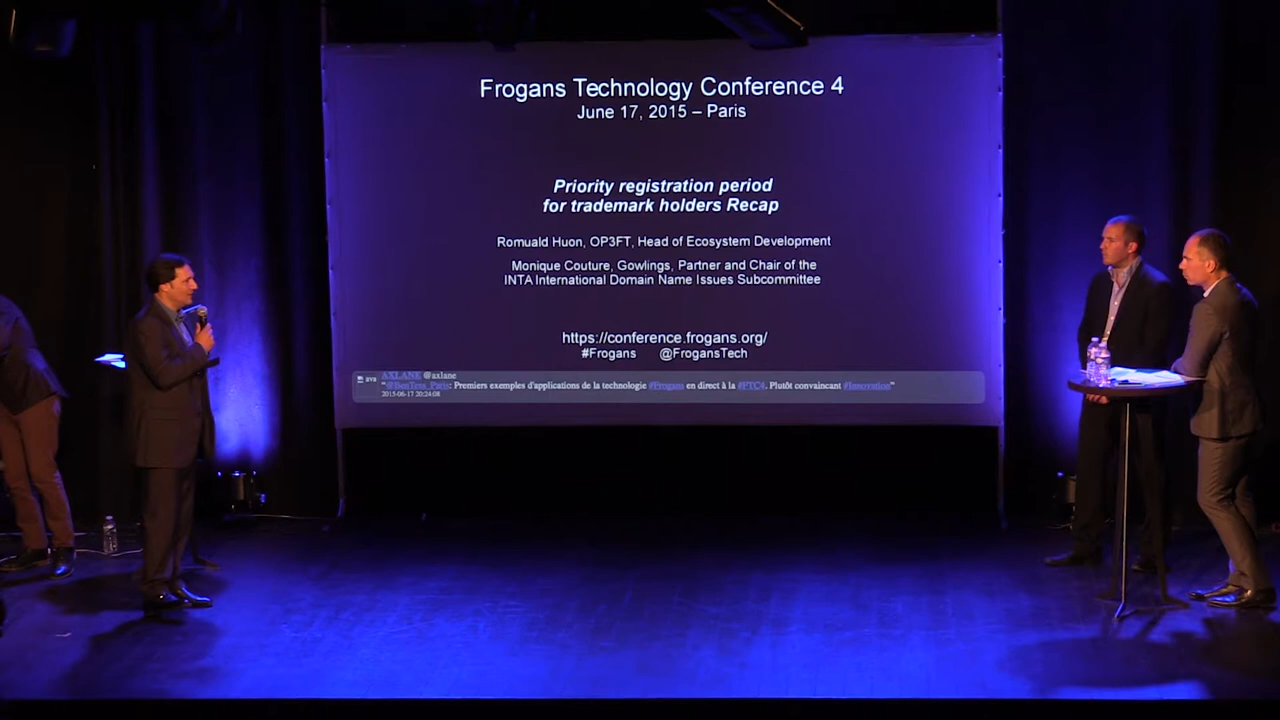 Frogans Technology Conference 4
June 17, 2015 – Paris
Priority registration period
for trademark holders Recap
Romuald Huon, OP3FT, Head of Ecosystem Development
Monique Couture, Gowlings, Partner and Chair of the
INTA International Domain Name Issues Subcommittee
https://conference.frogans.org/
#Frogans @FrogansTech
AXLANE @axlane
"@BenTess_Paris: Premiers exemples d'applications de la technologie #Frogans en direct à la #FTC4. Plutôt convaincant #Innovation"
2015-06-17 20:24:08